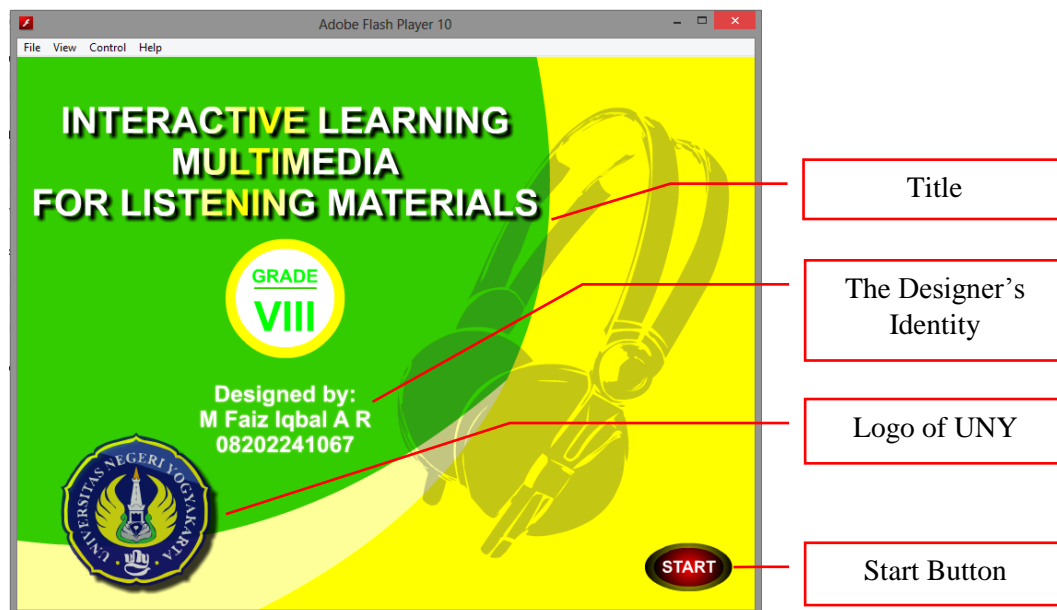 Adobe Flash Player 10
File View Control Help
INTERACTIVE LEARNING
MULTIMEDIA
FOR LISTENING MATERIALS
GRADE
VIII
Designed by:
M Faiz Iqbal A R
08202241067
UNIVERSITAS NEGERI YOGYAKARTA
uny
START
Title
The Designer’s
Identity
Logo of UNY
Start Button